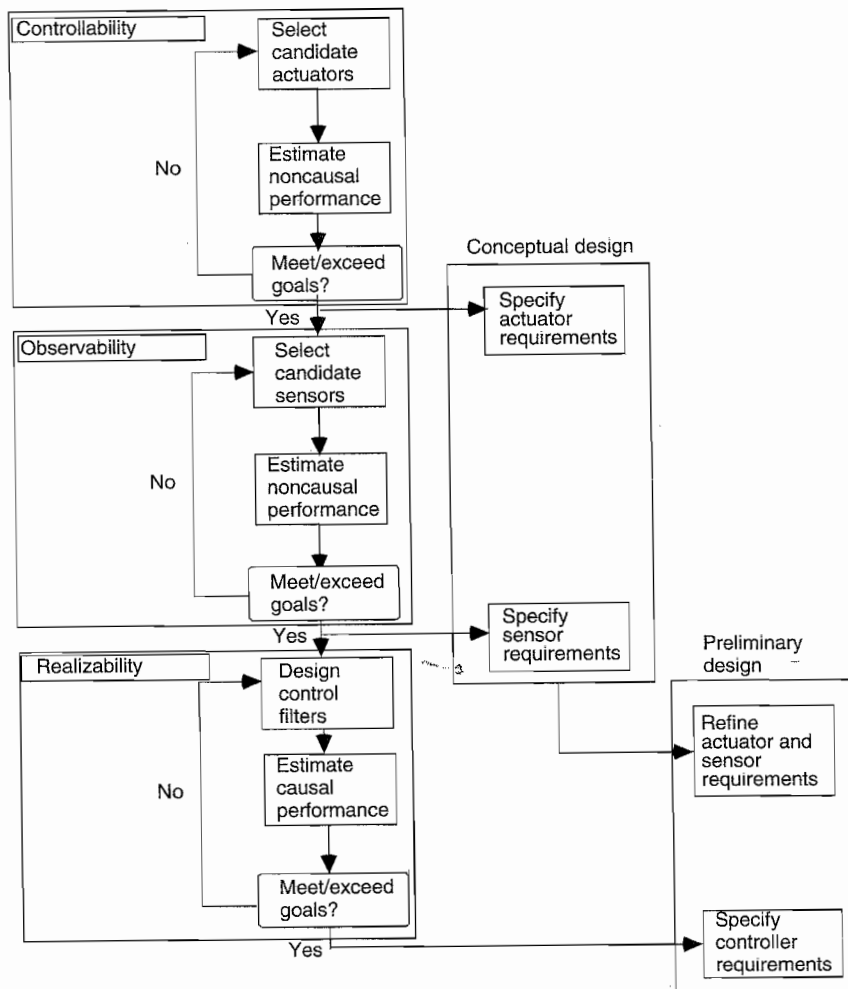 Controllability
Select
candidate
actuators
No
Estimate
noncausal
performance
Meet/exceed
goals?
Yes
Conceptual design
Specify
actuator
requirements
Observability
Select
candidate
sensors
No
Estimate
noncausal
performance
Meet/exceed
goals?
Yes
Specify
sensor
requirements
Realizability
Design
control
filters
No
Estimate
causal
performance
Meet/exceed
goals?
Yes
Preliminary
design
Refine
actuator and
sensor
requirements
Specify
controller
requirements